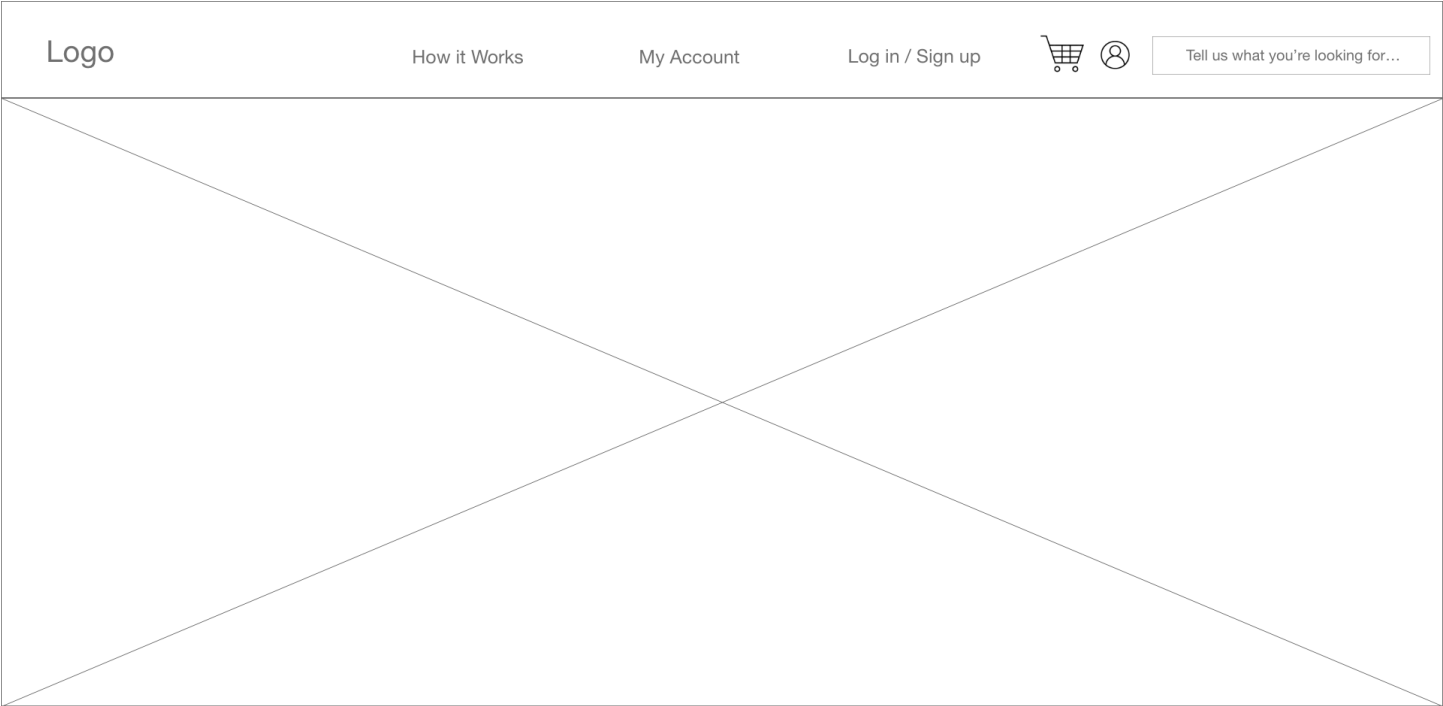 Logo
How it Works
My Account
Log in / Sign up
Tell us what you’re looking for…